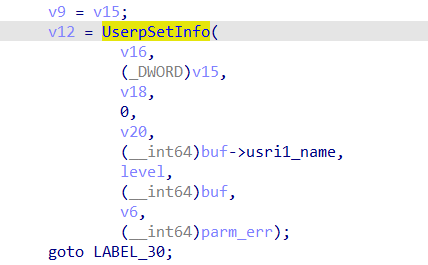 v9 = v15;
v12 = UserpSetInfo(
v16,
(_DWORD)v15,
v18,
0,
v20,
(__int64)buf->usri1_name,
level,
(__int64)buf,
v6,
(__int64)parm_err);
goto LABEL_30;